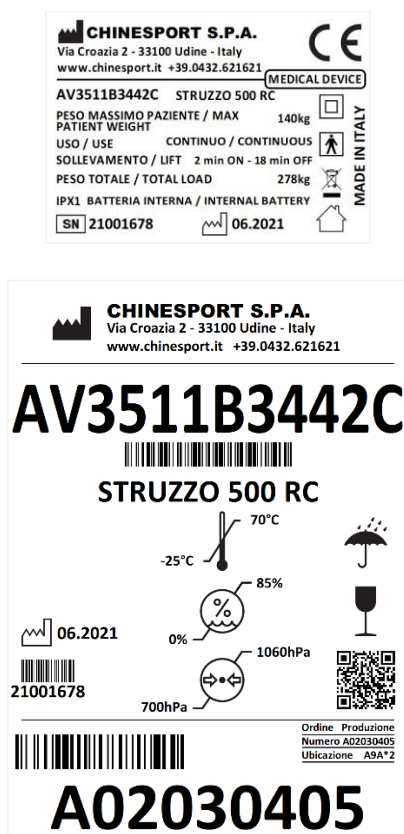 CHINESPORT S.P.A.
Via Croazia 2 - 33100 Udine - Italy
www.chinesport.it +39.0432.621621
CE
MEDICAL DEVICE
AV3511B3442C STRUZZO 500 RC
PESO MASSIMO PAZIENTE / MAX
PATIENT WEIGHT 140kg
USO / USE CONTINUO / CONTINUOUS
SOLLEVAMENTO / LIFT 2 min ON - 18 min OFF
PESO TOTALE / TOTAL LOAD 278kg
IPX1 BATTERIA INTERNA / INTERNAL BATTERY
SN 21001678 06.2021
MADE IN ITALY
CHINESPORT S.P.A.
Via Croazia 2 - 33100 Udine - Italy
www.chinesport.it +39.0432.621621
AV3511B3442C
STRUZZO 500 RC
70°C
-25°C
85%
%
0%
06.2021
1060hPa
21001678
700hPa
Ordine Produzione
Numero A02030405
Ubicazione A9A*2
A02030405